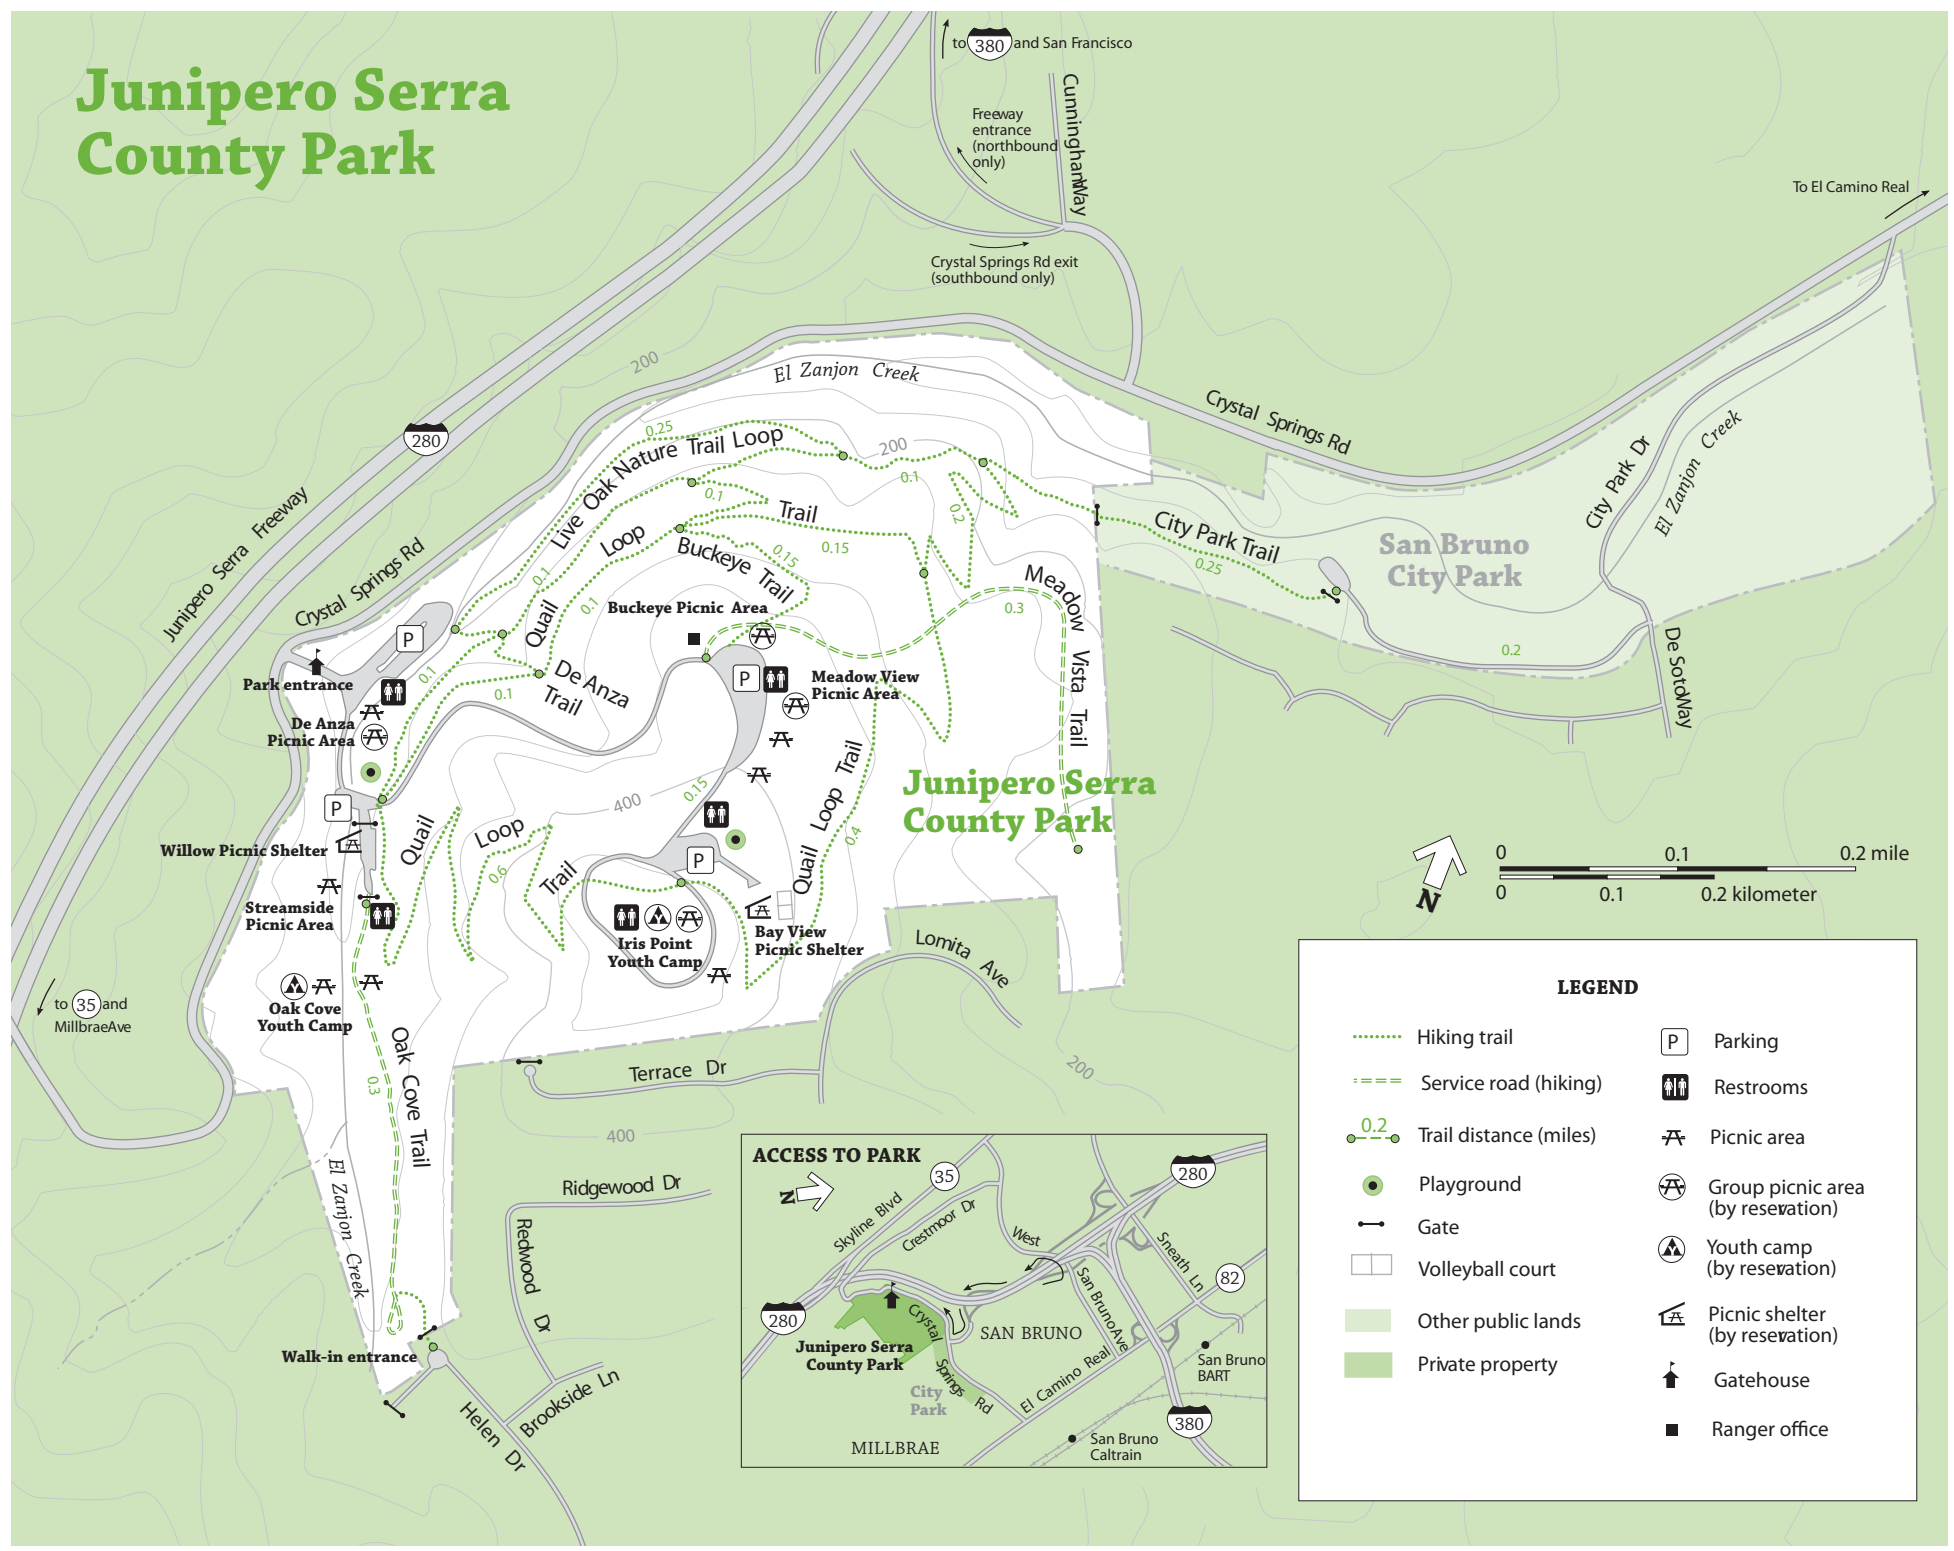 Junipero Serra
County Park
to 380 and San Francisco
Cunningham Way
Freeway
entrance
(northbound
only)
To El Camino Real
Crystal Springs Rd exit
(southbound only)
200
El Zanjon Creek
280
Crystal Springs Rd
City Park Dr
El Zanjon Creek
0.25
Live Oak Nature Trail Loop
200
0.1
0.1
0.2
Junipero Serra Freeway
Crystal Springs Rd
Loop
Trail
0.15
City Park Trail
0.25
San Bruno
City Park
Buckeye Trail
0.15
0.1
0.1
Quail
Meadow Vista Trail
0.3
Buckeye Picnic Area
P
Park entrance
0.1
0.1
De Anza
Trail
P
Meadow View
Picnic Area
0.2
De Soto Way
De Anza
Picnic Area
400
0.15
Quail Loop Trail
0.4
Junipero Serra
County Park
P
Quail
Loop
Trail
0.6
Willow Picnic Shelter
P
0
0.1
0.2 mile
0
0.1
0.2 kilometer
N
Streamside
Picnic Area
Iris Point
Youth Camp
Bay View
Picnic Shelter
Lomita Ave
to 35 and
MillbraeAve
Oak Cove
Youth Camp
Oak Cove Trail
0.3
Terrace Dr
200
400
El Zanjon Creek
Ridgewood Dr
Redwood Dr
Walk-in entrance
Helen Dr
Brookside Ln
ACCESS TO PARK
N
35
280
Skyline Blvd
Crestmoor Dr
West
Sneath Ln
82
San Bruno Ave
280
Crystal
Springs
Rd
SAN BRUNO
Junipero Serra
County Park
City
Park
El Camino Real
San Bruno
BART
380
MILLBRAE
San Bruno
Caltrain
LEGEND
Hiking trail
Service road (hiking)
0.2
Trail distance (miles)
Playground
Gate
Volleyball court
Other public lands
Private property
P
Parking
Restrooms
Picnic area
Group picnic area
(by reservation)
Youth camp
(by reservation)
Picnic shelter
(by reservation)
Gatehouse
Ranger office